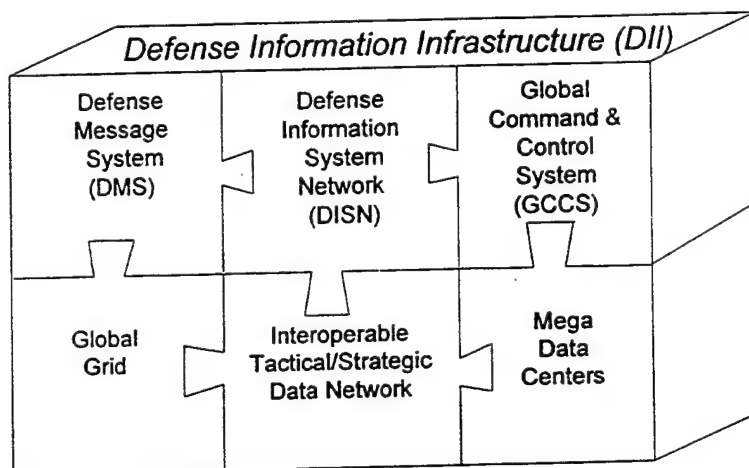 Defense Information Infrastructure (DII)
Defense
Message
System
(DMS)
Defense
Information
System
Network
(DISN)
Global
Command &
Control
System
(GCCS)
Global
Grid
Interoperable
Tactical/Strategic
Data Network
Mega
Data
Centers